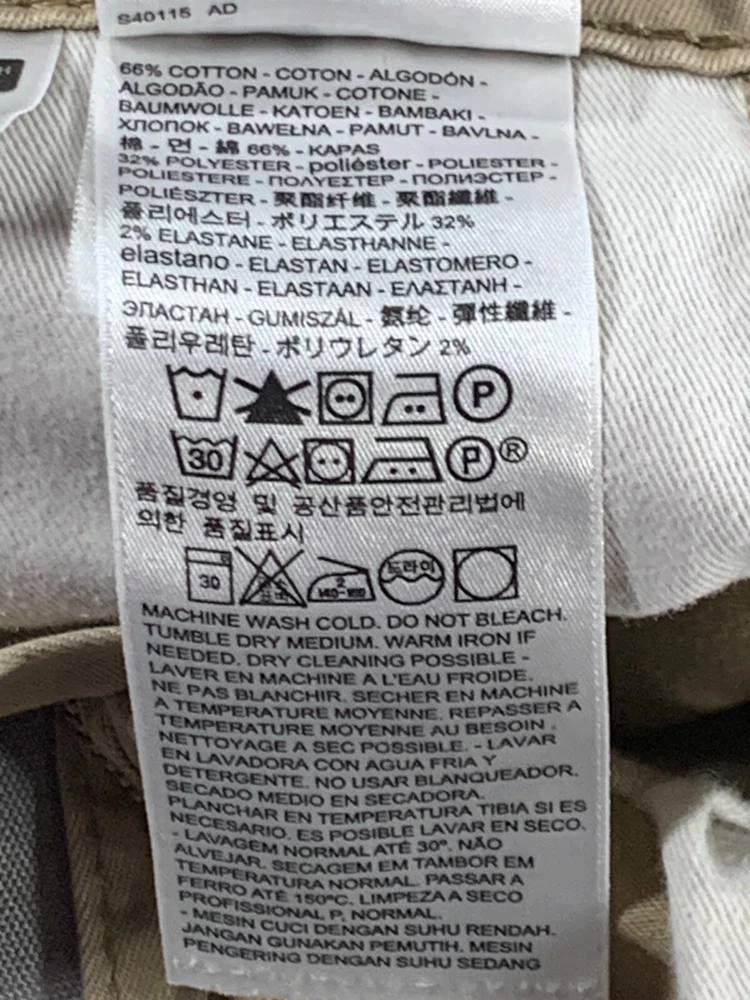 S40115 AD
66% COTTON - COTON - ALGODÓN -
ALGODÃO - PAMUK - COTONE -
BAUMWOLLE - KATOEN - BAMBAKI -
ХЛОПОК - BAWEŁNA - PAMUT - BAVLNA -
棉 - 면 - 綿 66% - KAPAS
32% POLYESTER - poliéster - POLIESTER -
POLIESTERE - ΠΟΛΥΕΣΤΕΡ - ПОЛИЭСТЕР -
POLIÉSZTER - 聚酯纤维 - 聚酯纖維 -
폴리에스터 - ポリエステル 32%
2% ELASTANE - ELASTHANNE -
elastano - ELASTAN - ELASTOMERO -
ELASTHAN - ELASTAAN - ΕΛΑΣΤΑΝΗ -
ЭЛАСТАН - GUMISZÁL - 氨纶 - 彈性纖維 -
폴리우레탄 - ポリウレタン 2%
P
30 P ®
품질경영 및 공산품안전관리법에
의한 품질표시
30 2 드라이
MACHINE WASH COLD. DO NOT BLEACH.
TUMBLE DRY MEDIUM. WARM IRON IF
NEEDED. DRY CLEANING POSSIBLE -
LAVER EN MACHINE A L'EAU FROIDE.
NE PAS BLANCHIR. SECHER EN MACHINE
A TEMPERATURE MOYENNE. REPASSER A
TEMPERATURE MOYENNE AU BESOIN .
NETTOYAGE A SEC POSSIBLE. - LAVAR
EN LAVADORA CON AGUA FRIA Y
DETERGENTE. NO USAR BLANQUEADOR.
SECADO MEDIO EN SECADORA.
PLANCHAR EN TEMPERATURA TIBIA SI ES
NECESARIO. ES POSIBLE LAVAR EN SECO.
- LAVAGEM NORMAL ATÉ 30º. NÃO
ALVEJAR. SECAGEM EM TAMBOR EM
TEMPERATURA NORMAL. PASSAR A
FERRO ATÉ 150ºC. LIMPEZA A SECO
PROFISSIONAL P, NORMAL.
- MESIN CUCI DENGAN SUHU RENDAH.
JANGAN GUNAKAN PEMUTIH. MESIN
PENGERING DENGAN SUHU SEDANG